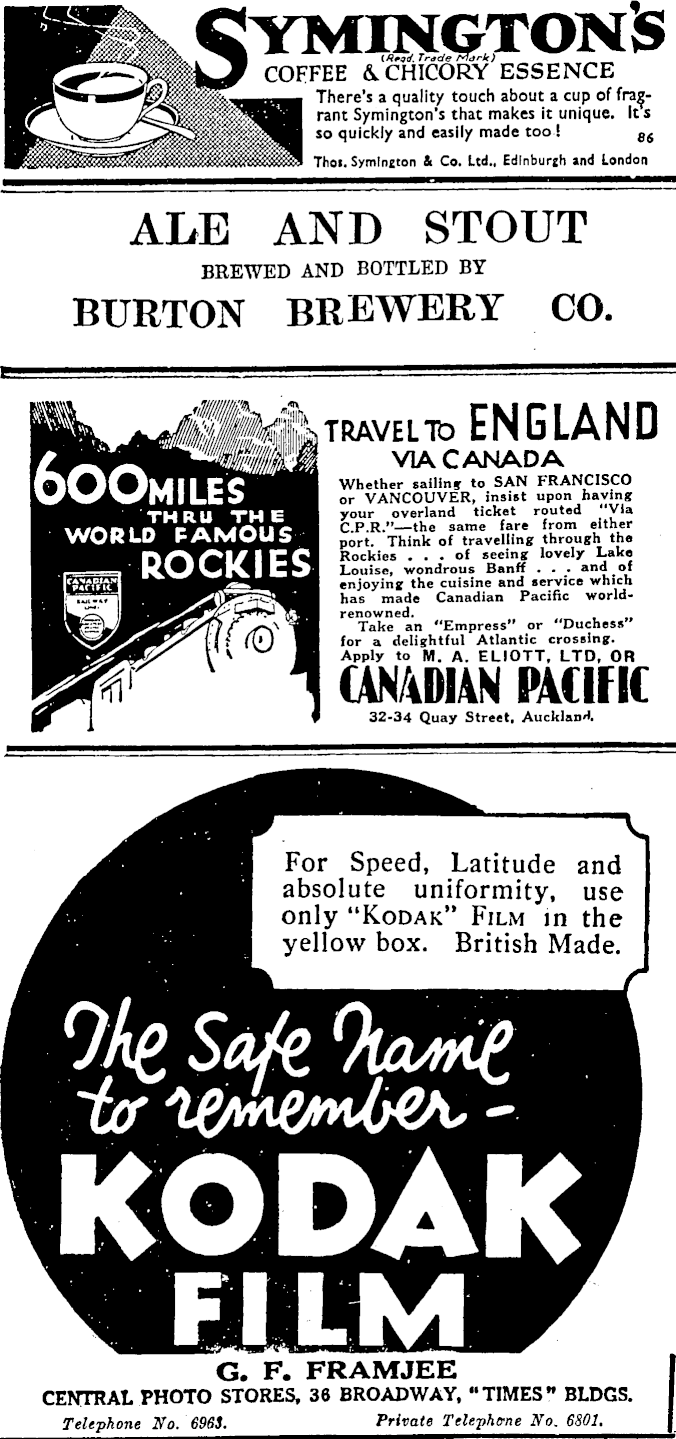 SYMINGTON'S
(Regd. Trade Mark)
COFFEE & CHICORY ESSENCE
There's a quality touch about a cup of frag-
rant Symington's that makes it unique. It's
so quickly and easily made too!
86
Thos. Symington & Co. Ltd., Edinburgh and London
ALE AND STOUT
BREWED AND BOTTLED BY
BURTON BREWERY CO.
600 MILES
THRU THE
WORLD FAMOUS
ROCKIES
CANADIAN
PACIFIC
RAILWAY
TRAVEL TO ENGLAND
VIA CANADA
Whether sailing to SAN FRANCISCO
or VANCOUVER, insist upon having
your overland ticket routed "Via
C.P.R."—the same fare from either
port. Think of travelling through the
Rockies . . . of seeing lovely Lake
Louise, wondrous Banff . . . and of
enjoying the cuisine and service which
has made Canadian Pacific world-
renowned.
Take an "Empress" or "Duchess"
for a delightful Atlantic crossing.
Apply to M. A. ELIOTT, LTD, OR
CANADIAN PACIFIC
32-34 Quay Street, Auckland.
For Speed, Latitude and
absolute uniformity, use
only "KODAK" FILM in the
yellow box. British Made.
The Safe Name
to remember -
KODAK
FILM
G. F. FRAMJEE
CENTRAL PHOTO STORES, 36 BROADWAY, "TIMES" BLDGS.
Telephone No. 6963. Private Telephone No. 6801.